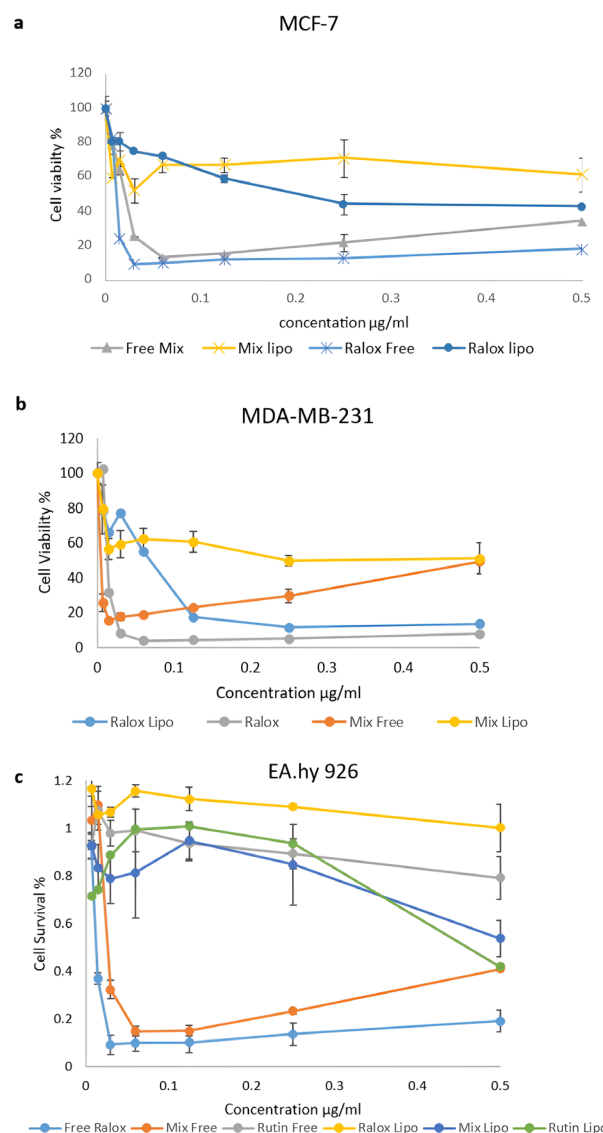 a
MCF-7
Cell viabilty %
120
100
80
60
40
20
0
0
0.1
0.2
0.3
0.4
0.5
concentation µg/ml
Free Mix Mix lipo Ralox Free Ralox lipo
b
MDA-MB-231
Cell Viability %
120
100
80
60
40
20
0
0
0.1
0.2
0.3
0.4
0.5
Concentration µg/ml
Ralox Lipo Ralox Mix Free Mix Lipo
c
EA.hy 926
Cell Survival %
1.2
1
0.8
0.6
0.4
0.2
0
0
0.1
0.2
0.3
0.4
0.5
Concentration µg/ml
Free Ralox Mix Free Rutin Free Ralox Lipo Mix Lipo Rutin Lipo